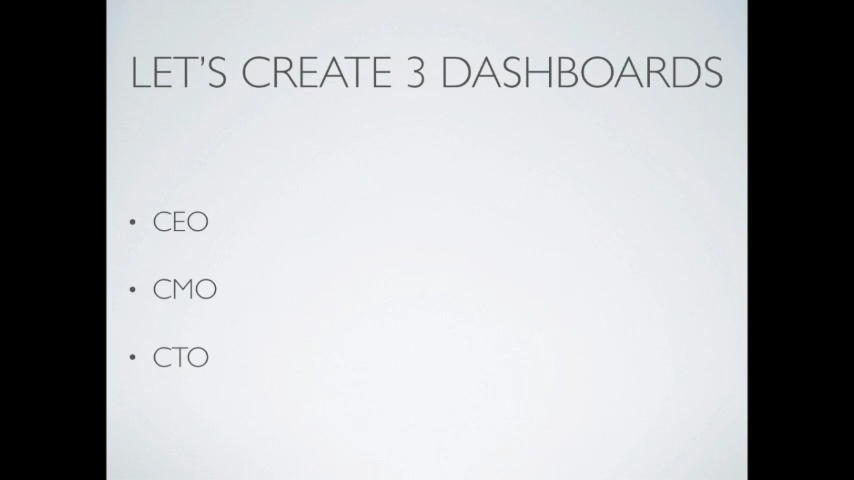 LET'S CREATE 3 DASHBOARDS
• CEO
• CMO
• CTO